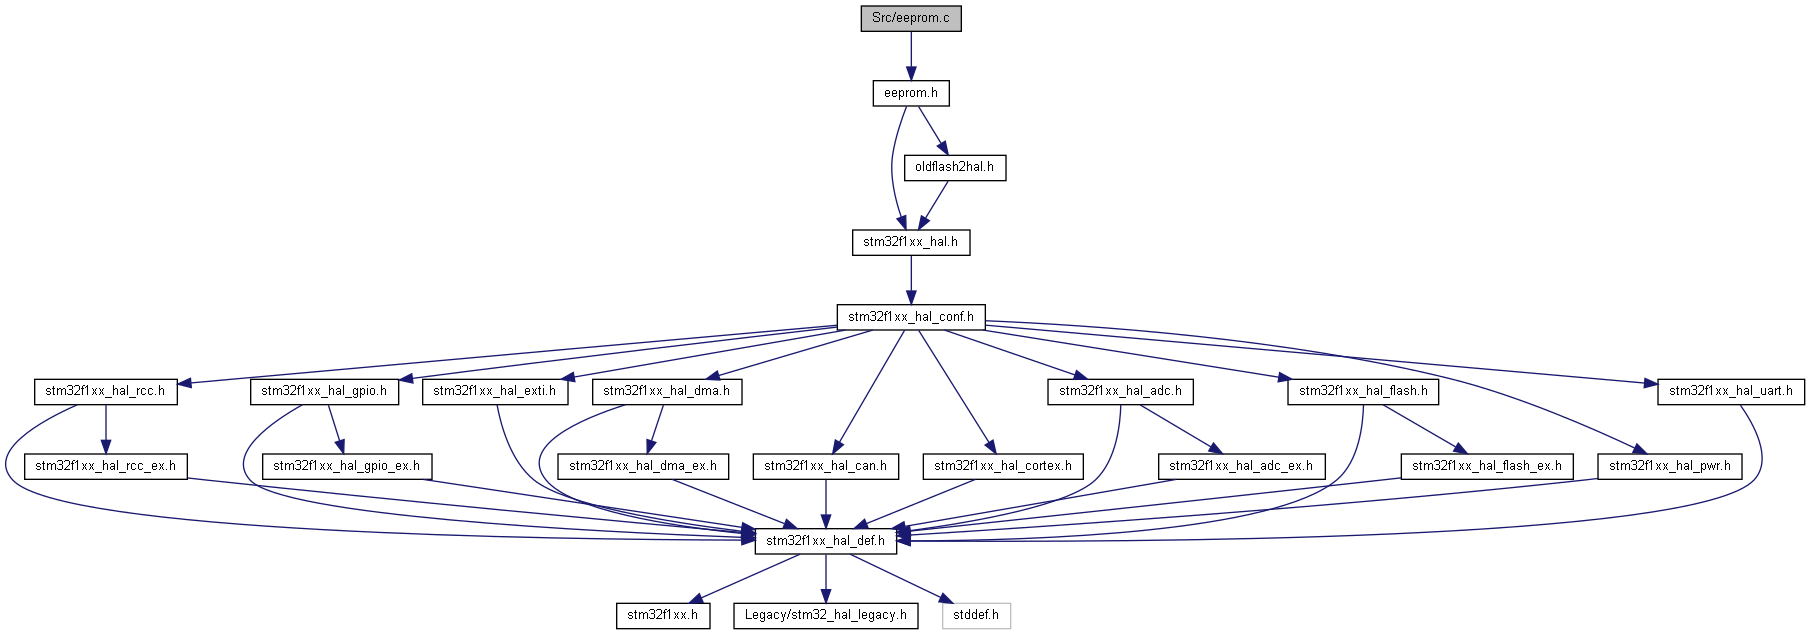 Src/eeprom.c
eeprom.h
oldflash2hal.h
stm32f1xx_hal.h
stm32f1xx_hal_conf.h
stm32f1xx_hal_rcc.h
stm32f1xx_hal_gpio.h
stm32f1xx_hal_exti.h
stm32f1xx_hal_dma.h
stm32f1xx_hal_adc.h
stm32f1xx_hal_flash.h
stm32f1xx_hal_uart.h
stm32f1xx_hal_rcc_ex.h
stm32f1xx_hal_gpio_ex.h
stm32f1xx_hal_dma_ex.h
stm32f1xx_hal_can.h
stm32f1xx_hal_cortex.h
stm32f1xx_hal_adc_ex.h
stm32f1xx_hal_flash_ex.h
stm32f1xx_hal_pwr.h
stm32f1xx_hal_def.h
stm32f1xx.h
Legacy/stm32_hal_legacy.h
stddef.h